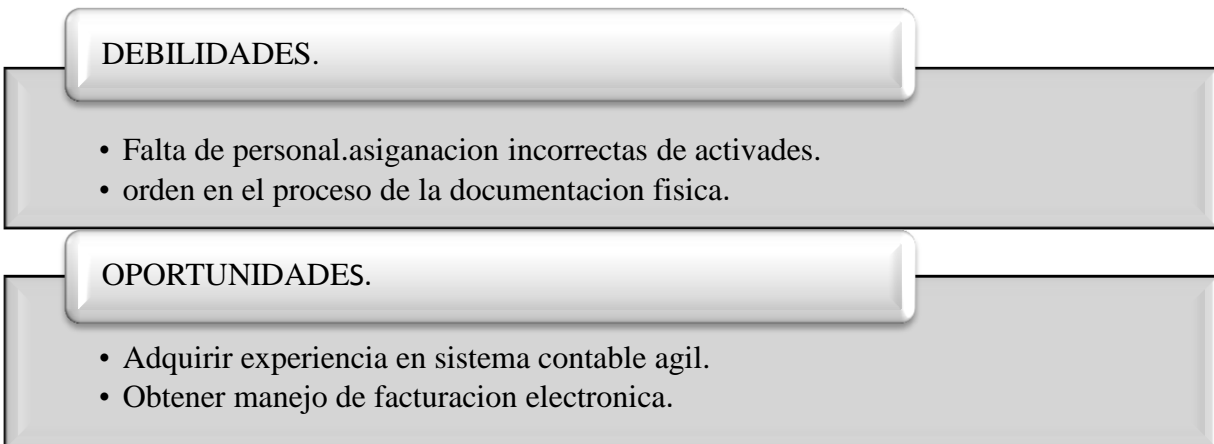 DEBILIDADES.
• Falta de personal.asiganacion incorrectas de activades.
• orden en el proceso de la documentacion fisica.
OPORTUNIDADES.
• Adquirir experiencia en sistema contable agil.
• Obtener manejo de facturacion electronica.